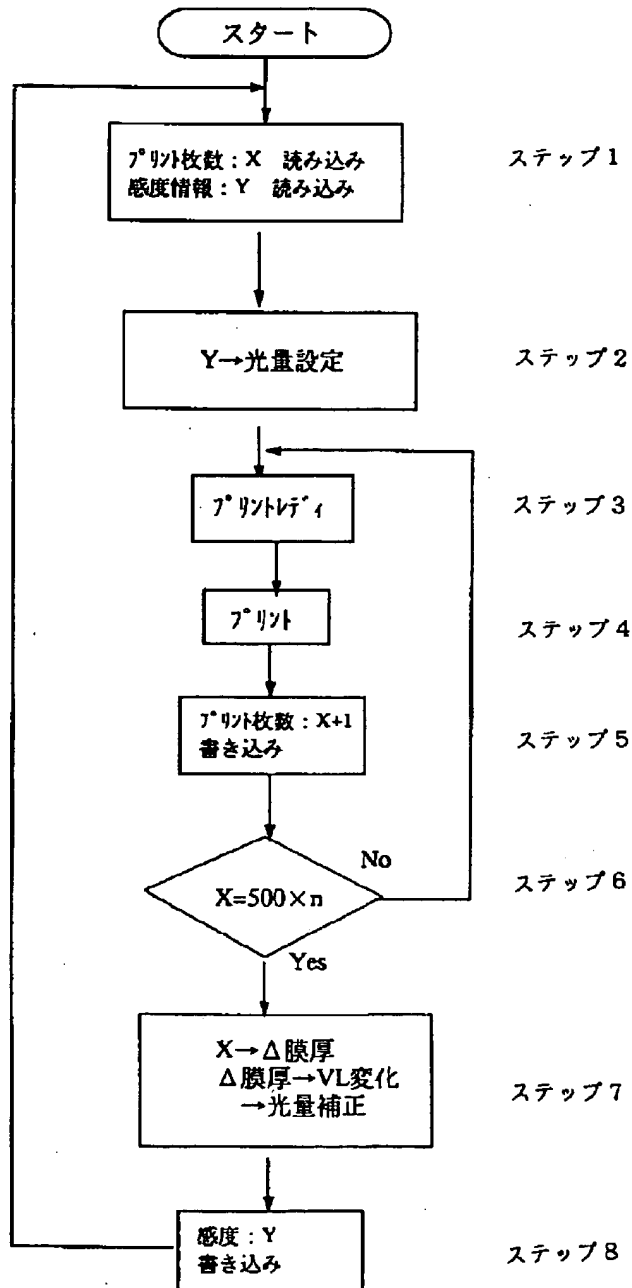 スタート
プリント枚数：X　読み込み
感度情報：Y　読み込み
ステップ1
Y→光量設定
ステップ2
プリントレディ
ステップ3
プリント
ステップ4
プリント枚数：X+1
書き込み
ステップ5
X=500×n
No
Yes
ステップ6
X→Δ膜厚
Δ膜厚→VL変化
→光量補正
ステップ7
感度：Y
書き込み
ステップ8